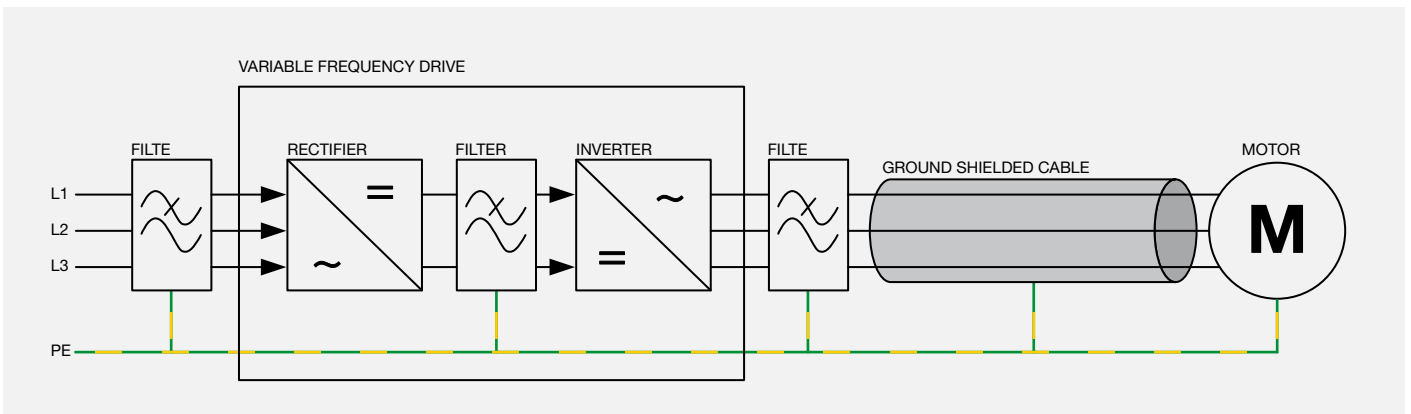 VARIABLE FREQUENCY DRIVE
FILTE
RECTIFIER
FILTER
INVERTER
FILTE
GROUND SHIELDED CABLE
MOTOR
L1
L2
L3
M
PE